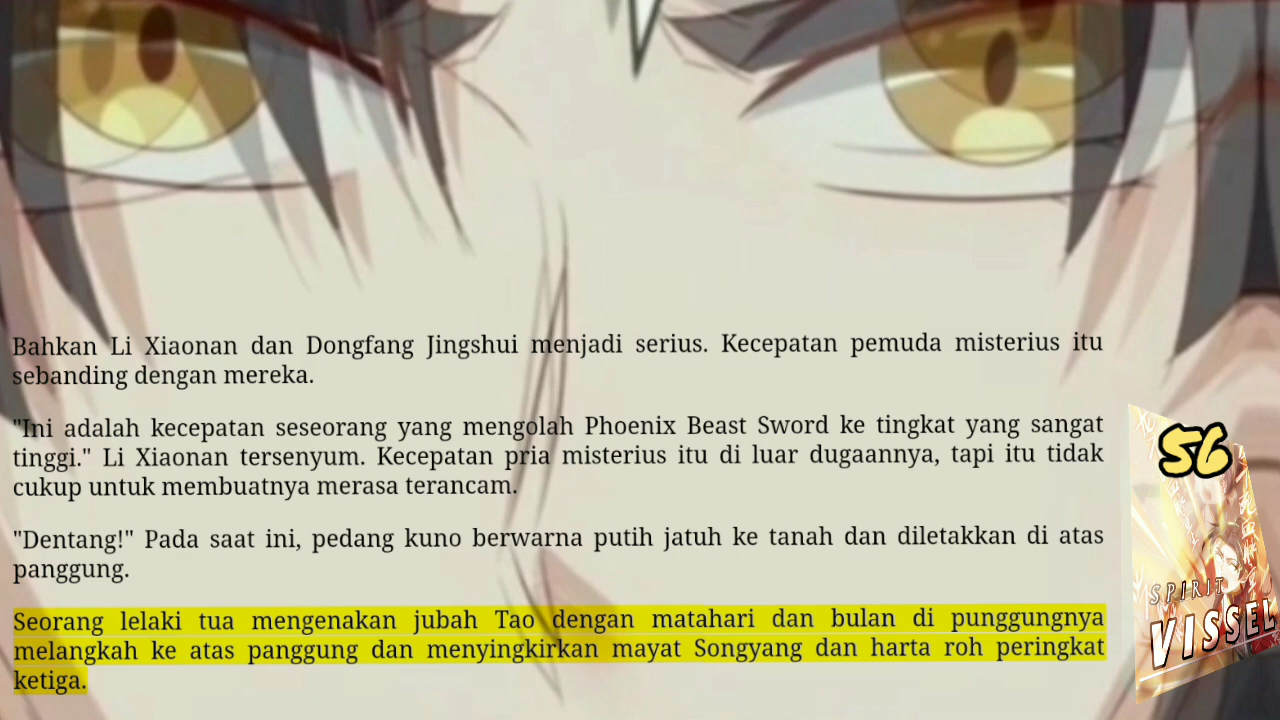 Bahkan Li Xiaonan dan Dongfang Jingshui menjadi serius. Kecepatan pemuda misterius itu
sebanding dengan mereka.
"Ini adalah kecepatan seseorang yang mengolah Phoenix Beast Sword ke tingkat yang sangat
tinggi." Li Xiaonan tersenyum. Kecepatan pria misterius itu di luar dugaannya, tapi itu tidak
cukup untuk membuatnya merasa terancam.
"Dentang!" Pada saat ini, pedang kuno berwarna putih jatuh ke tanah dan diletakkan di atas
panggung.
Seorang lelaki tua mengenakan jubah Tao dengan matahari dan bulan di punggungnya
melangkah ke atas panggung dan menyingkirkan mayat Songyang dan harta roh peringkat
ketiga.
56
SPIRIT
VISSEL